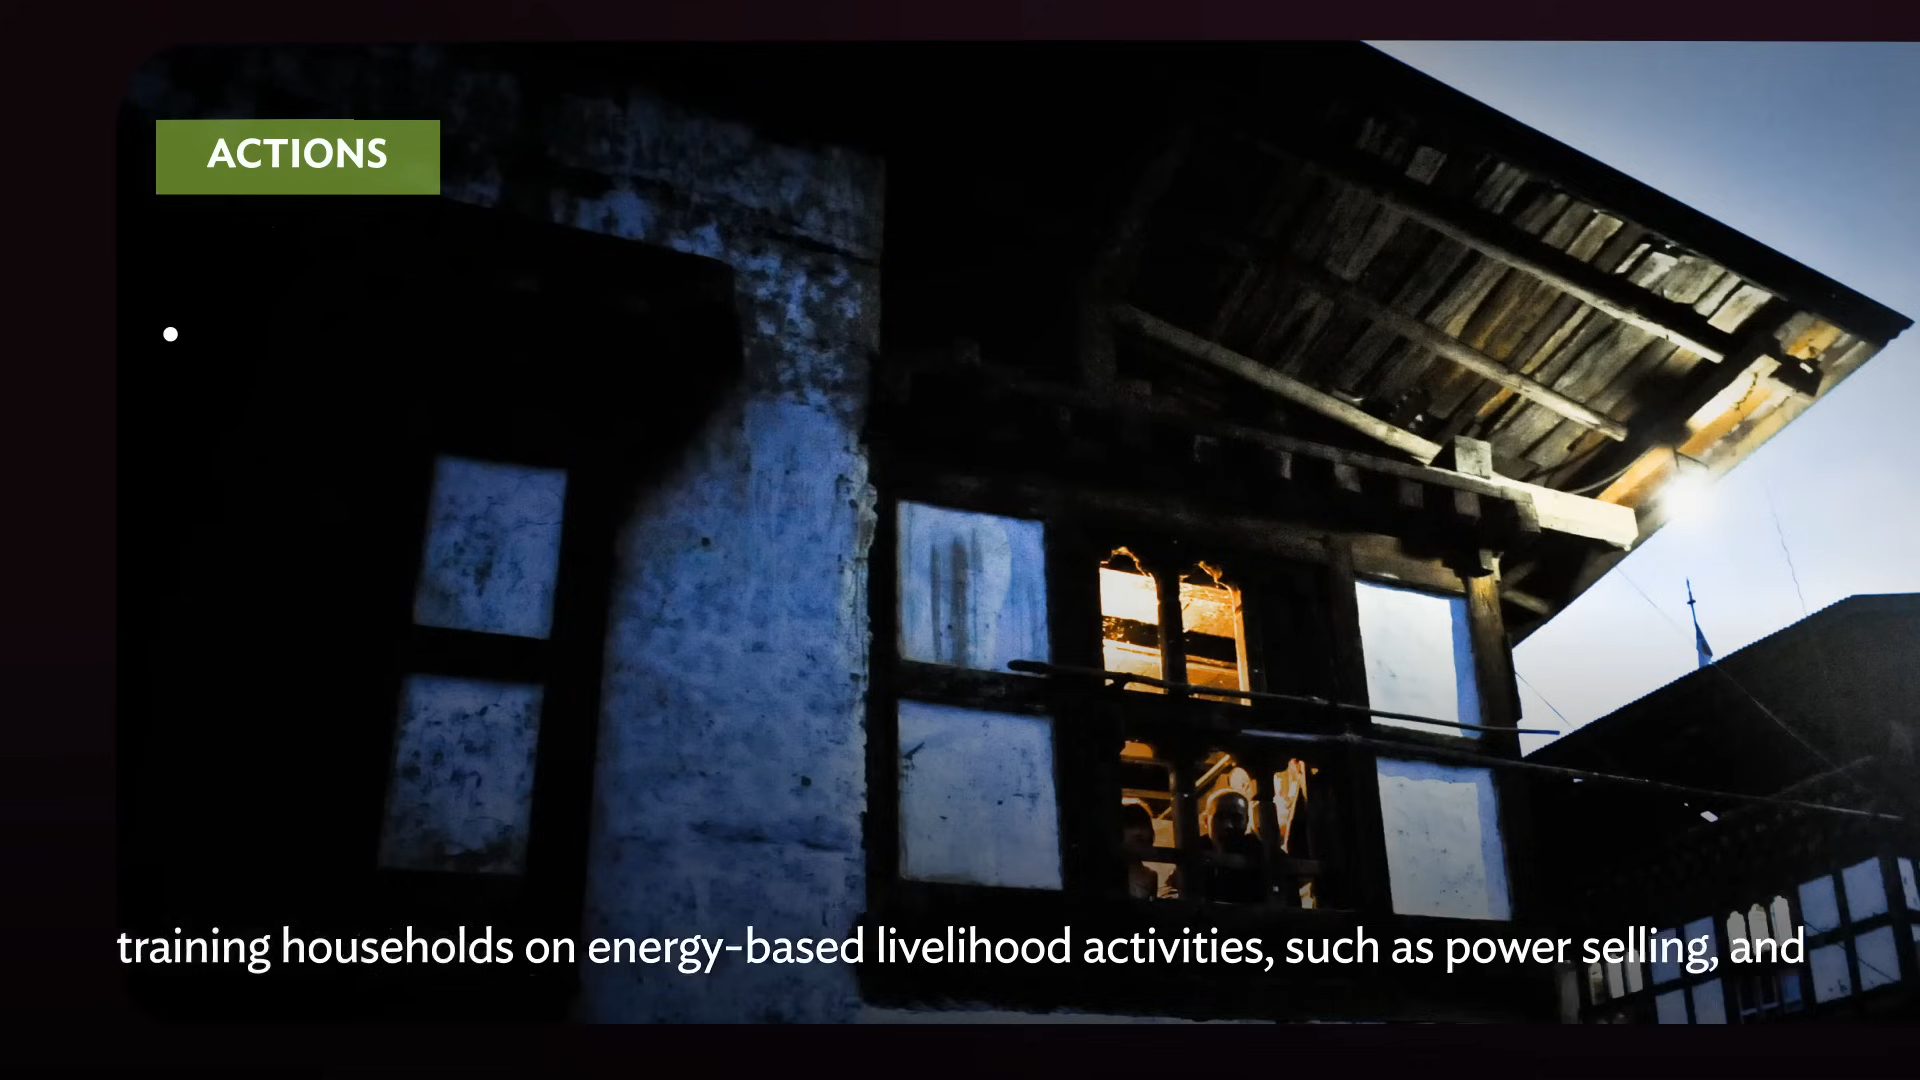 ACTIONS
•
training households on energy-based livelihood activities, such as power selling, and